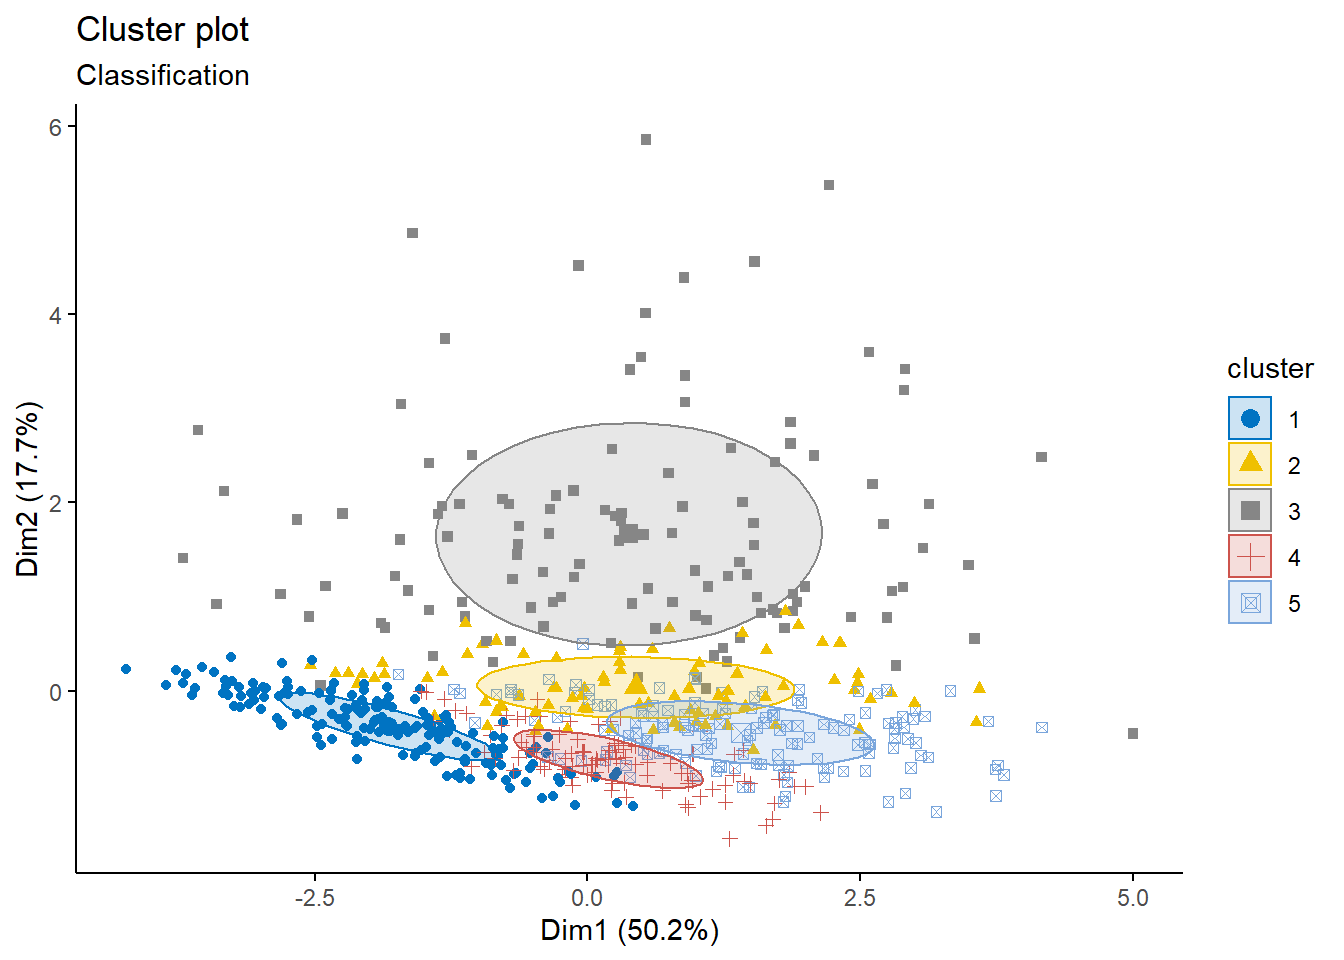 Cluster plot
Classification
6
4
2
0
Dim2 (17.7%)
-2.5
0.0
2.5
5.0
Dim1 (50.2%)
cluster
1
2
3
4
5